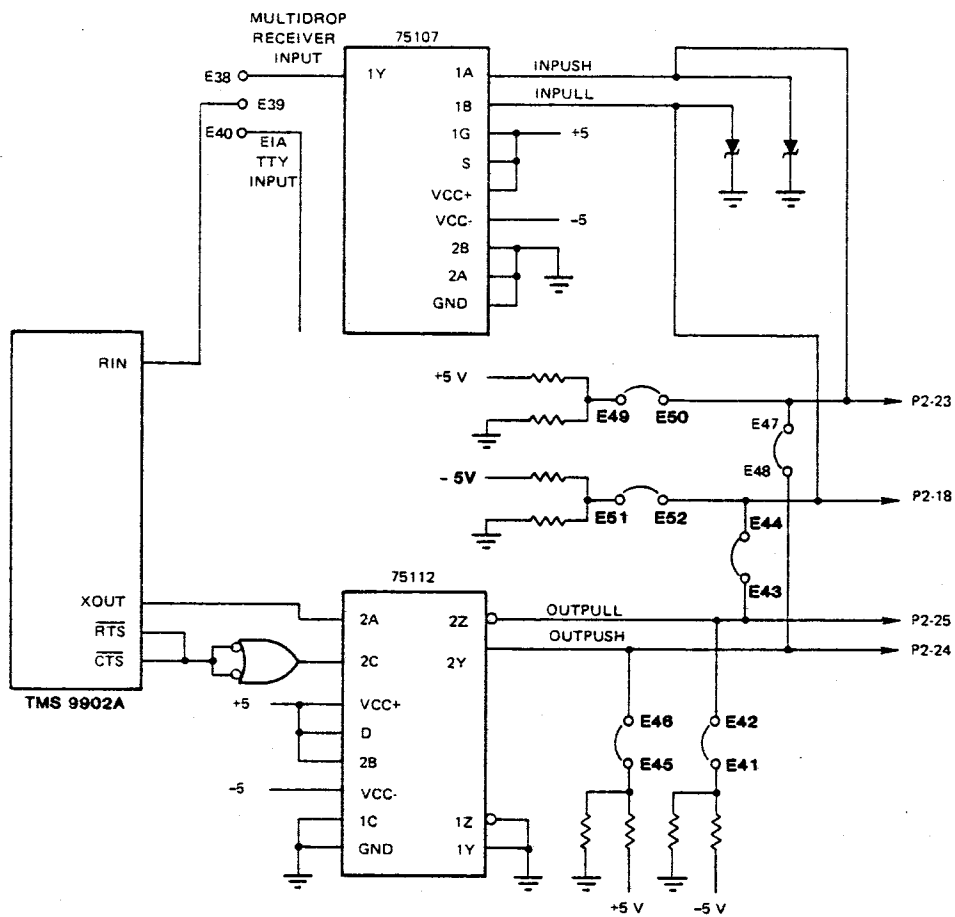 MULTIDROP
RECEIVER
INPUT
75107
E38
1Y
1A
INPUSH
E39
1B
INPULL
E40
1G
+5
EIA
TTY
INPUT
S
VCC+
VCC-
-5
2B
2A
GND
RIN
+5 V
E49
E50
P2-23
E47
E48
- 5V
E51
E52
P2-18
E44
E43
75112
XOUT
2A
2Z
OUTPULL
P2-25
RTS
OUTPUSH
CTS
2C
2Y
P2-24
TMS 9902A
+5
VCC+
D
2B
E46
E42
E45
E41
-5
VCC-
1C
1Z
GND
1Y
+5 V
-5 V